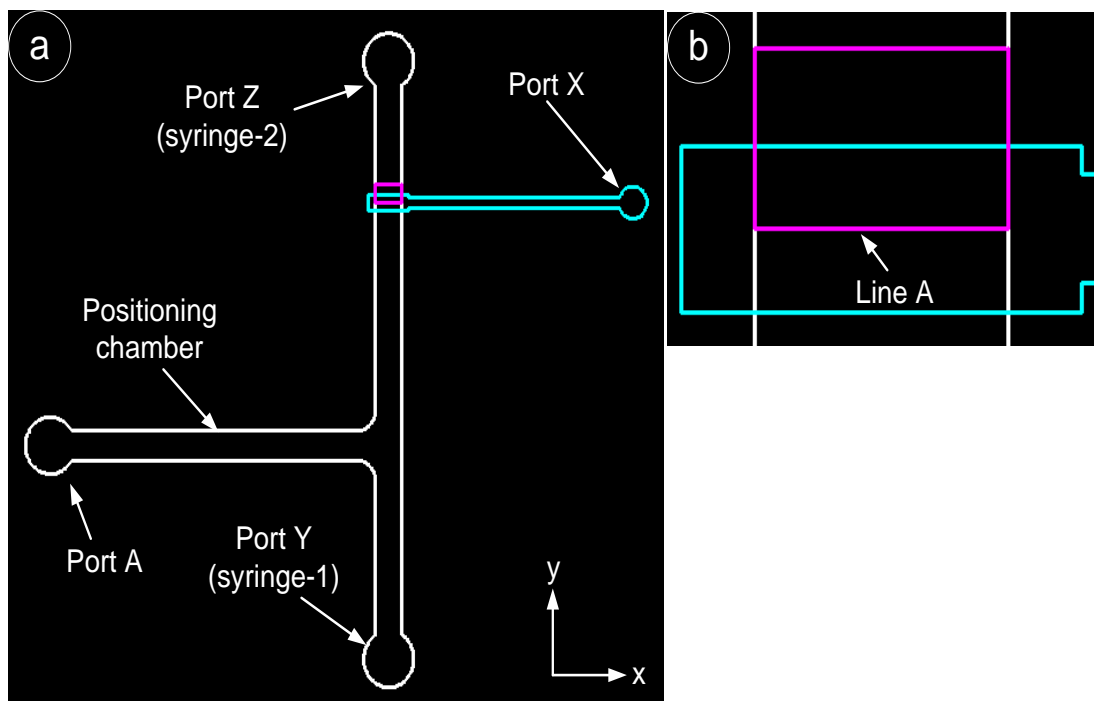 a
Port Z
(syringe-2)
Port X
Positioning
chamber
Port A
Port Y
(syringe-1)
y
x
b
Line A